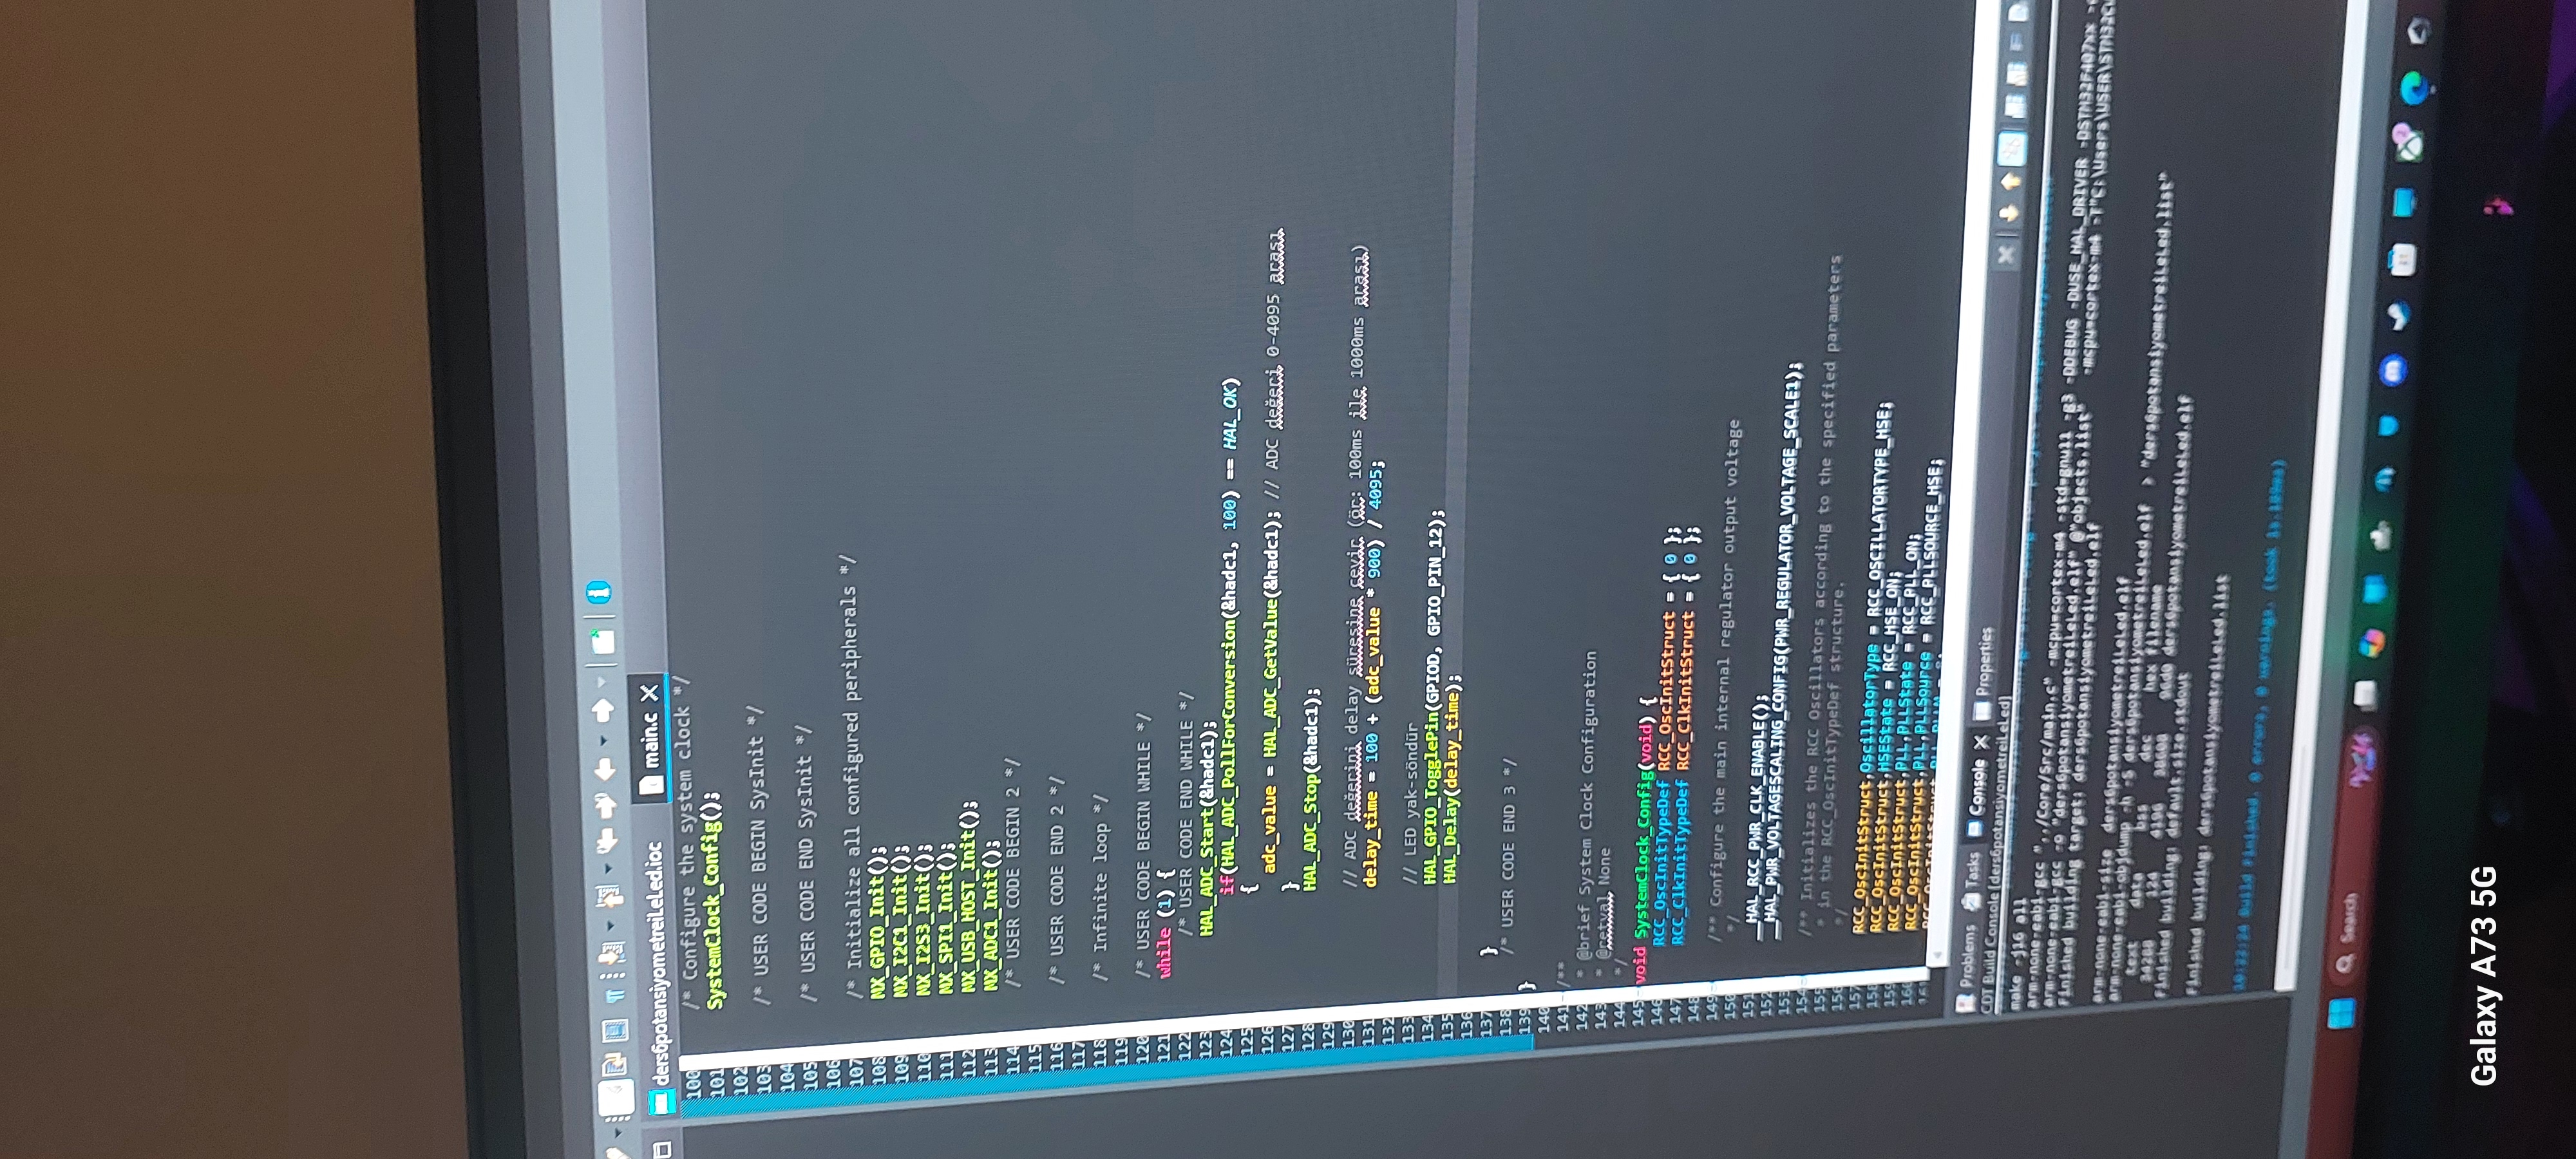 ders6potansiyometreiLeLed.ioc
main.c
100 /* Configure the system clock */
101 SystemClock_Config();
102
103 /* USER CODE BEGIN SysInit */
104
105 /* USER CODE END SysInit */
106
107 /* Initialize all configured peripherals */
108 MX_GPIO_Init();
109 MX_I2C1_Init();
110 MX_I2S3_Init();
111 MX_SPI1_Init();
112 MX_USB_HOST_Init();
113 MX_ADC1_Init();
114 /* USER CODE BEGIN 2 */
115
116 /* USER CODE END 2 */
117
118 /* Infinite loop */
119
120 /* USER CODE BEGIN WHILE */
121 while (1) {
122 /* USER CODE END WHILE */
123 HAL_ADC_Start(&hadc1);
124 if(HAL_ADC_PollForConversion(&hadc1, 100) == HAL_OK)
125 {
126 adc_value = HAL_ADC_GetValue(&hadc1); // ADC değeri 0-4095 arası
127 }
128 HAL_ADC_Stop(&hadc1);
129
130 // ADC değerini delay süresine çevir (ör: 100ms ile 1000ms arası)
131 delay_time = 100 + (adc_value * 900) / 4095;
132
133 // LED yak-söndür
134 HAL_GPIO_TogglePin(GPIOD, GPIO_PIN_12);
135 HAL_Delay(delay_time);
136
137 }
138 /* USER CODE END 3 */
139 }
140
141 /**
142 * @brief System Clock Configuration
143 * @retval None
144 */
145 void SystemClock_Config(void) {
146 RCC_OscInitTypeDef RCC_OscInitStruct = { 0 };
147 RCC_ClkInitTypeDef RCC_ClkInitStruct = { 0 };
148
149 /** Configure the main internal regulator output voltage
150 */
151 __HAL_RCC_PWR_CLK_ENABLE();
152 __HAL_PWR_VOLTAGESCALING_CONFIG(PWR_REGULATOR_VOLTAGE_SCALE1);
153
154 /** Initializes the RCC Oscillators according to the specified parameters
155 * in the RCC_OscInitTypeDef structure.
156 */
157 RCC_OscInitStruct.OscillatorType = RCC_OSCILLATORTYPE_HSE;
158 RCC_OscInitStruct.HSEState = RCC_HSE_ON;
159 RCC_OscInitStruct.PLL.PLLState = RCC_PLL_ON;
160 RCC_OscInitStruct.PLL.PLLSource = RCC_PLLSOURCE_HSE;
Problems Tasks Console Properties
CDT Build Console [ders6potansiyometreiLeLed]
make -j16 all
arm-none-eabi-gcc "../Core/Src/main.c" -mcpu=cortex-m4 -std=gnu11 -g3 -DDEBUG -DUSE_HAL_DRIVER -DSTM32F407xx
arm-none-eabi-gcc -o "ders6potansiyometreiLeLed.elf" @"objects.list" -mcpu=cortex-m4 -T"C:\Users\USER\STM32C
Finished building target: ders6potansiyometreiLeLed.elf
arm-none-eabi-size ders6potansiyometreiLeLed.elf
arm-none-eabi-objdump -h -S ders6potansiyometreiLeLed.elf > "ders6potansiyometreiLeLed.list"
text data bss dec hex filename
34288 124 4196 38608 96d0 ders6potansiyometreiLeLed.elf
Finished building: default.size.stdout
Finished building: ders6potansiyometreiLeLed.list
Build Finished. 0 errors, 0 warnings.
Search
Galaxy A73 5G